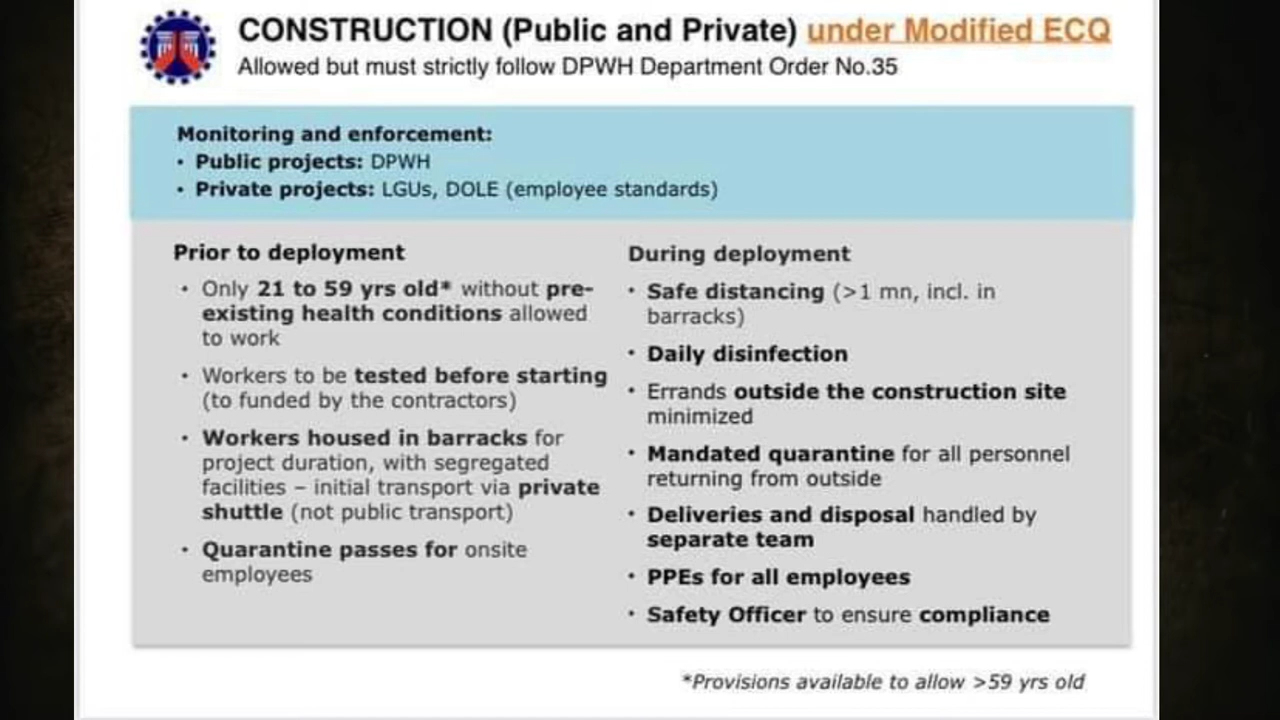 CONSTRUCTION (Public and Private) under Modified ECQ
Allowed but must strictly follow DPWH Department Order No.35
Monitoring and enforcement:
• Public projects: DPWH
• Private projects: LGUs, DOLE (employee standards)
Prior to deployment
• Only 21 to 59 yrs old* without pre-
existing health conditions allowed
to work
• Workers to be tested before starting
(to funded by the contractors)
• Workers housed in barracks for
project duration, with segregated
facilities – initial transport via private
shuttle (not public transport)
• Quarantine passes for onsite
employees
During deployment
• Safe distancing (>1 mn, incl. in
barracks)
• Daily disinfection
• Errands outside the construction site
minimized
• Mandated quarantine for all personnel
returning from outside
• Deliveries and disposal handled by
separate team
• PPEs for all employees
• Safety Officer to ensure compliance
*Provisions available to allow >59 yrs old